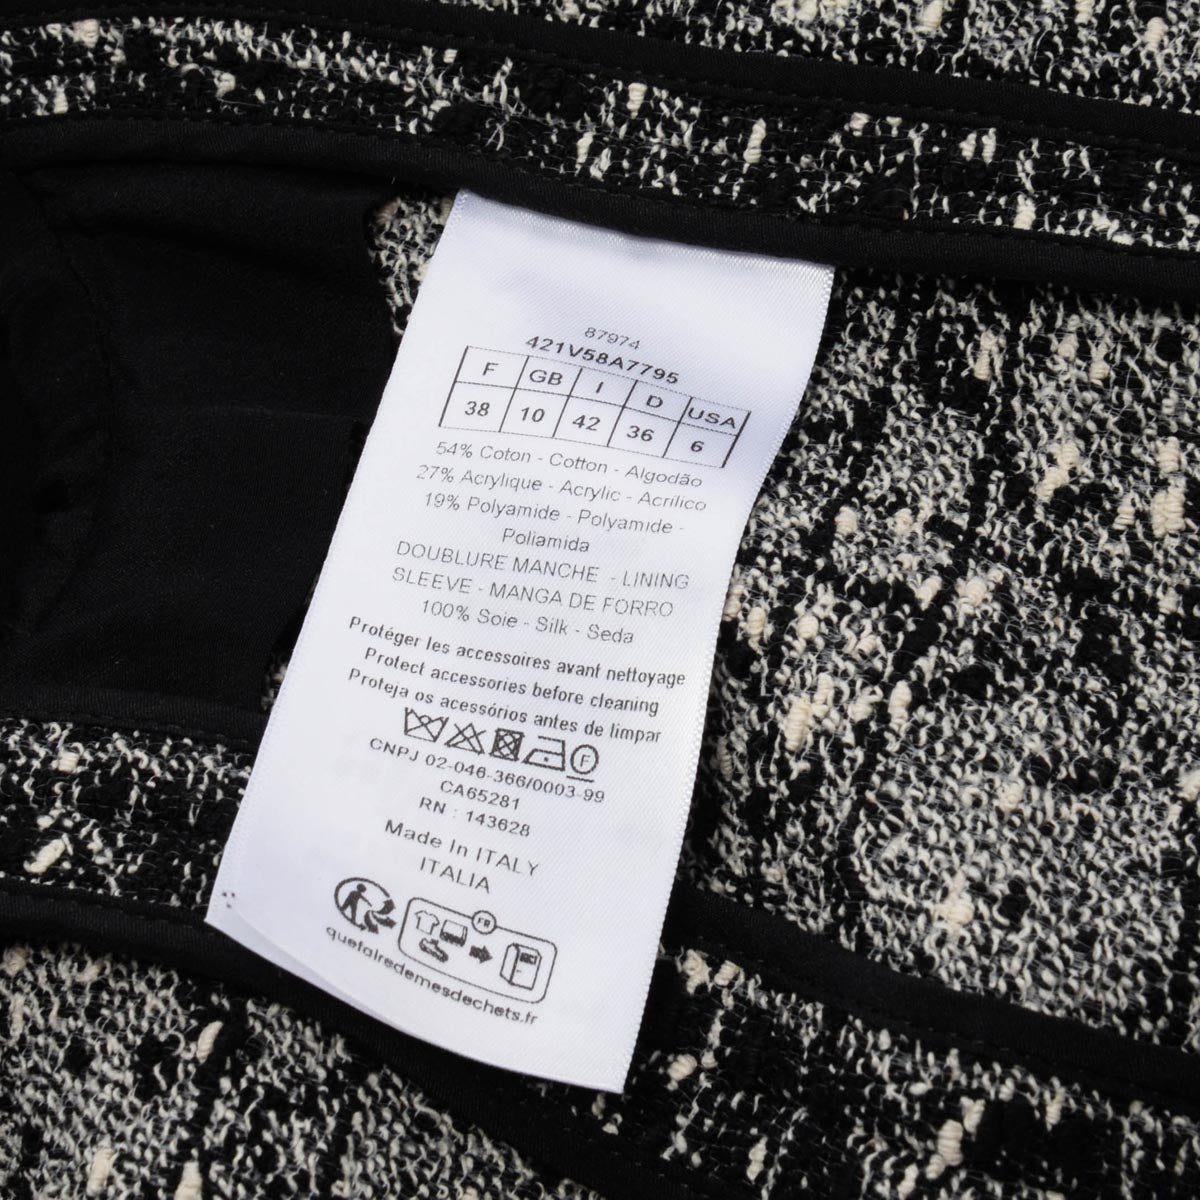 87974
421V58A7795
F GB I D USA
38 10 42 36 6
54% Coton - Cotton - Algodão
27% Acrylique - Acrylic - Acrílico
19% Polyamide - Polyamide -
Poliamida
DOUBLURE MANCHE - LINING
SLEEVE - MANGA DE FORRO
100% Soie - Silk - Seda
Protéger les accessoires avant nettoyage
Protect accessories before cleaning
Proteja os acessórios antes de limpar
F
CNPJ 02-046-366/0003-99
CA65281
RN : 143628
Made In ITALY
ITALIA
FR
quefairedemesdechets.fr